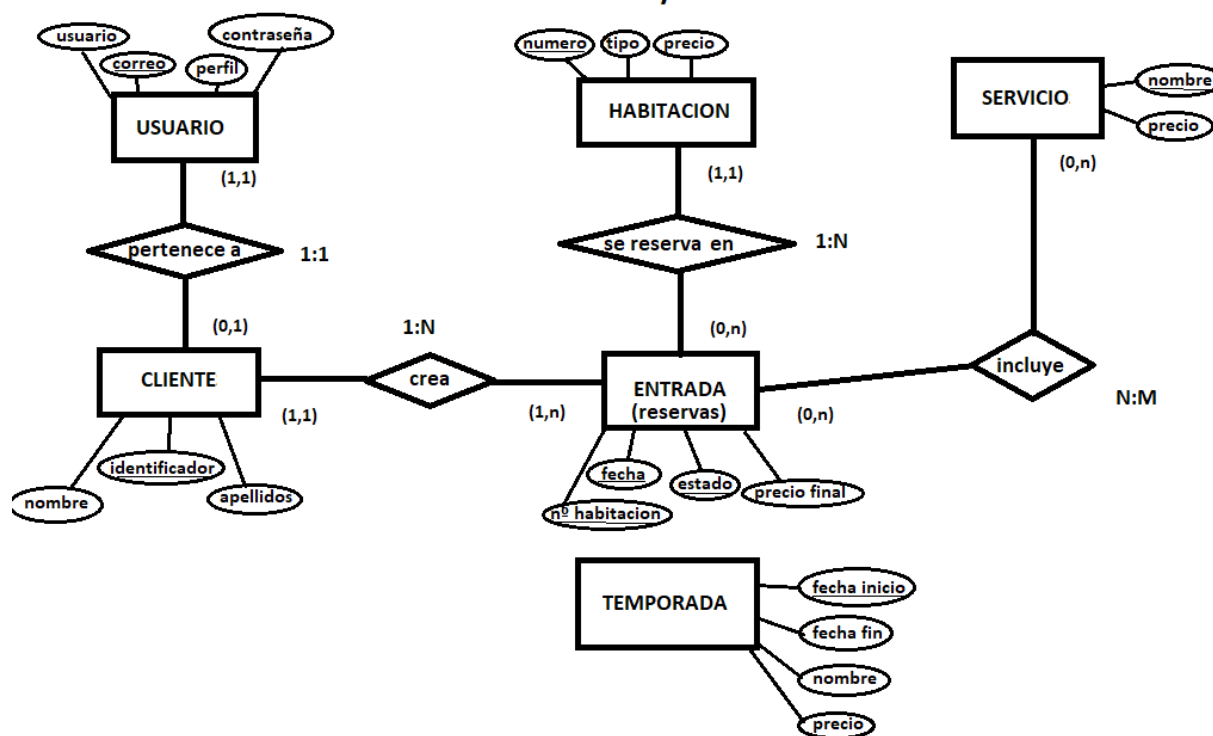 usuario
correo
perfil
contraseña
USUARIO
(1,1)
pertenece a
1:1
(0,1)
CLIENTE
(1,1)
nombre
identificador
apellidos
1:N
crea
(1,n)
numero
tipo
precio
HABITACION
(1,1)
se reserva en
1:N
(0,n)
ENTRADA
(reservas)
(0,n)
nº habitacion
fecha
estado
precio final
SERVICIO
nombre
precio
(0,n)
incluye
N:M
TEMPORADA
fecha inicio
fecha fin
nombre
precio